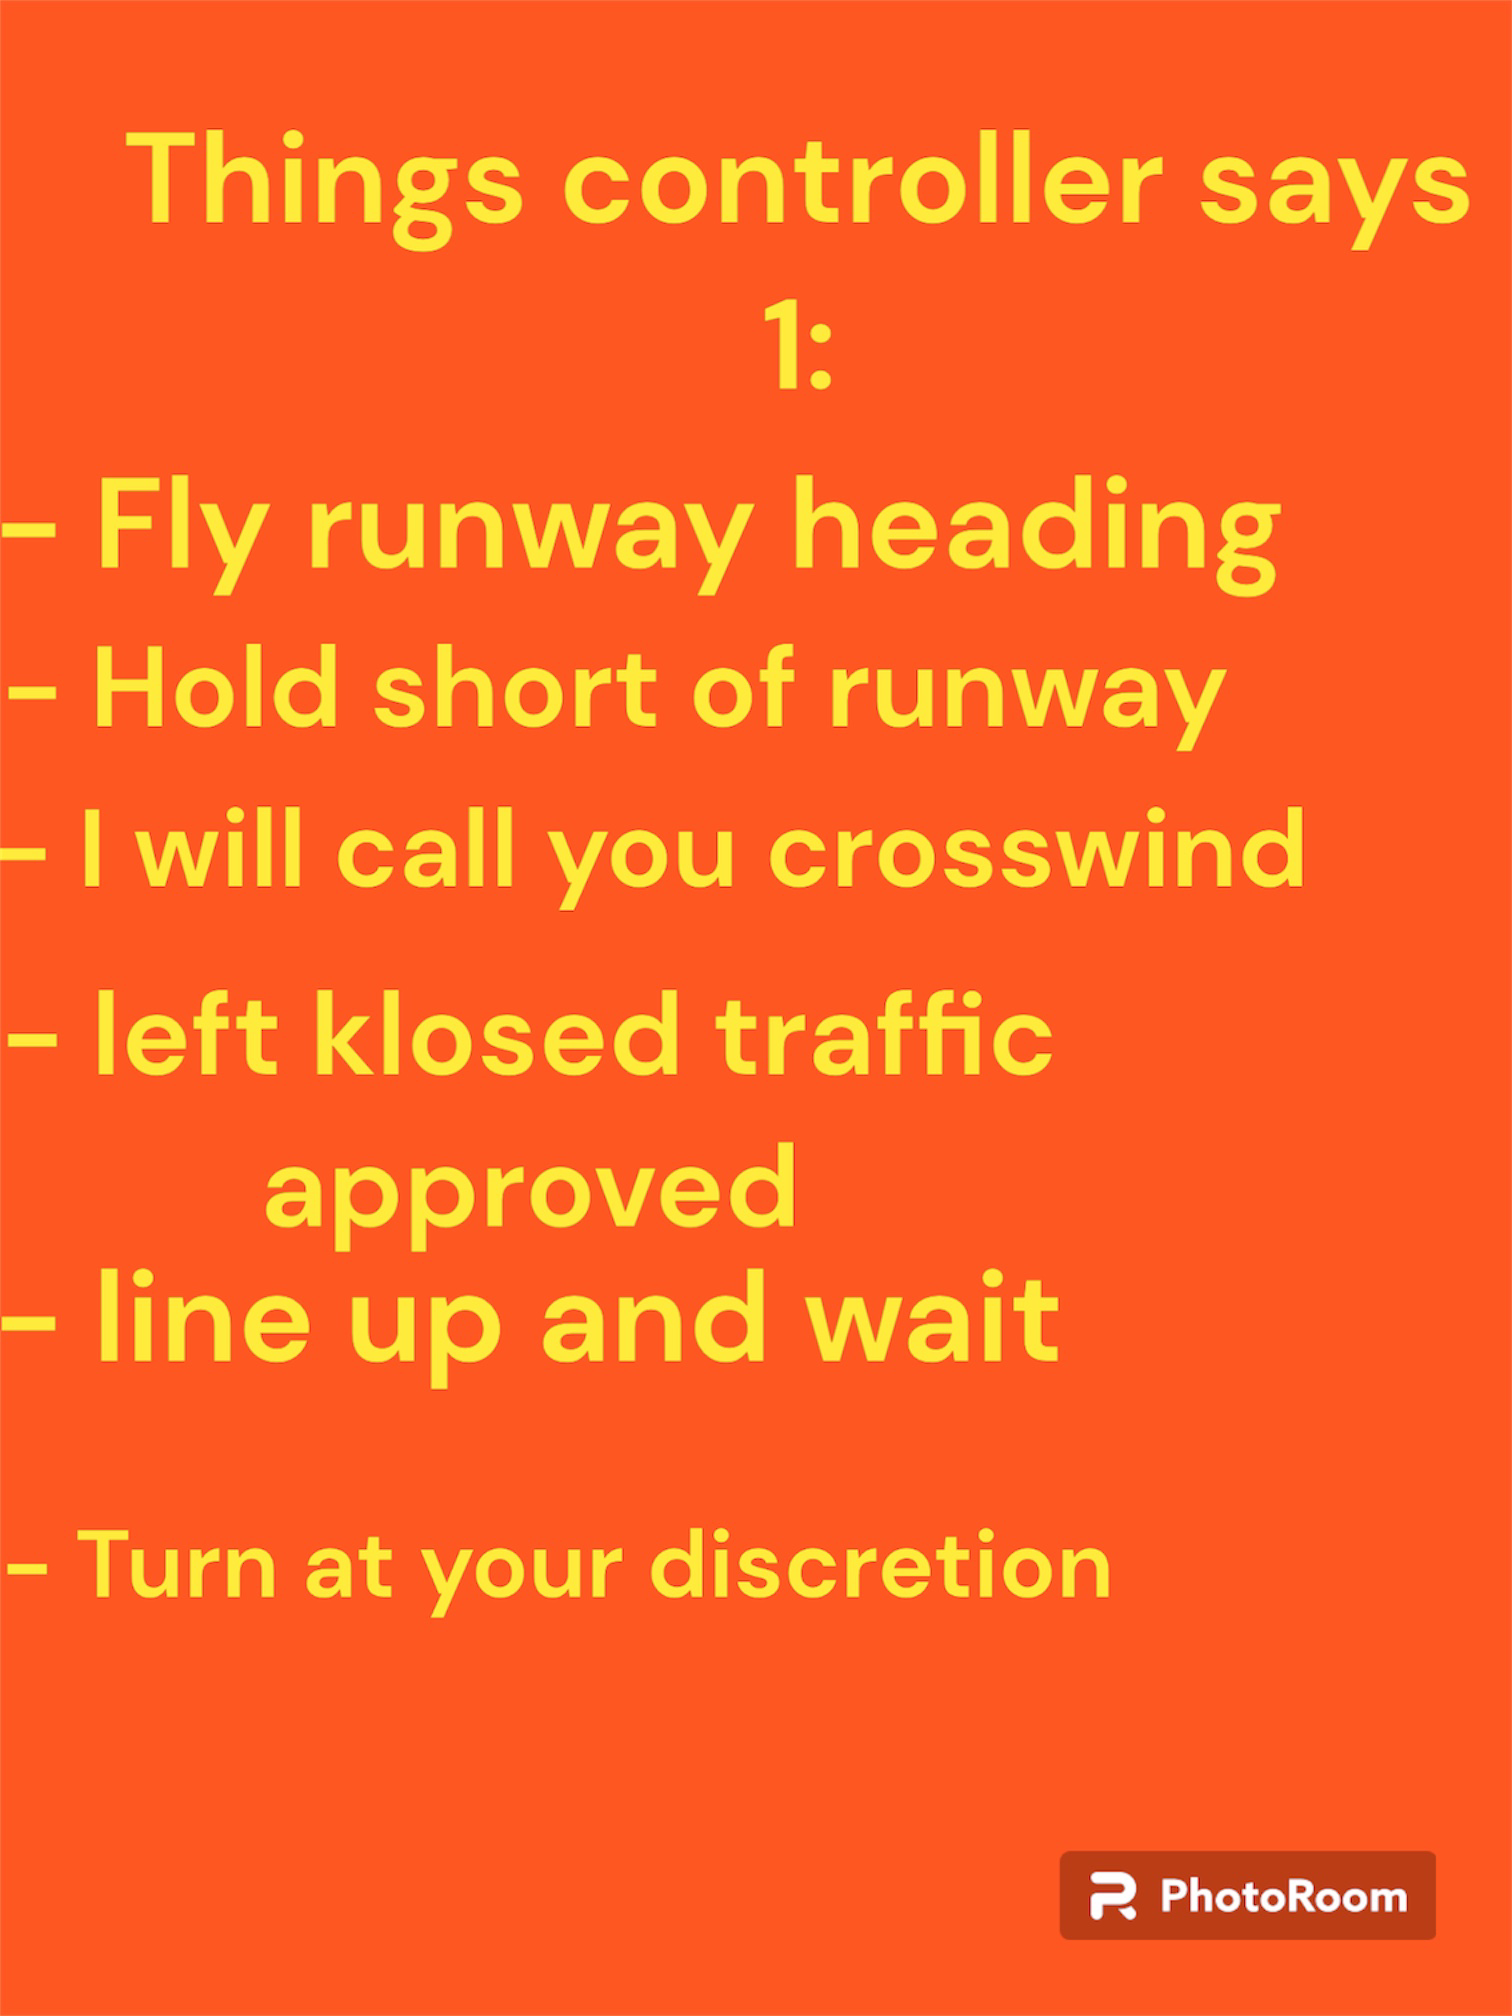 Things controller says
1:
- Fly runway heading
- Hold short of runway
- I will call you crosswind
- left klosed traffic
approved
- line up and wait
- Turn at your discretion
PhotoRoom